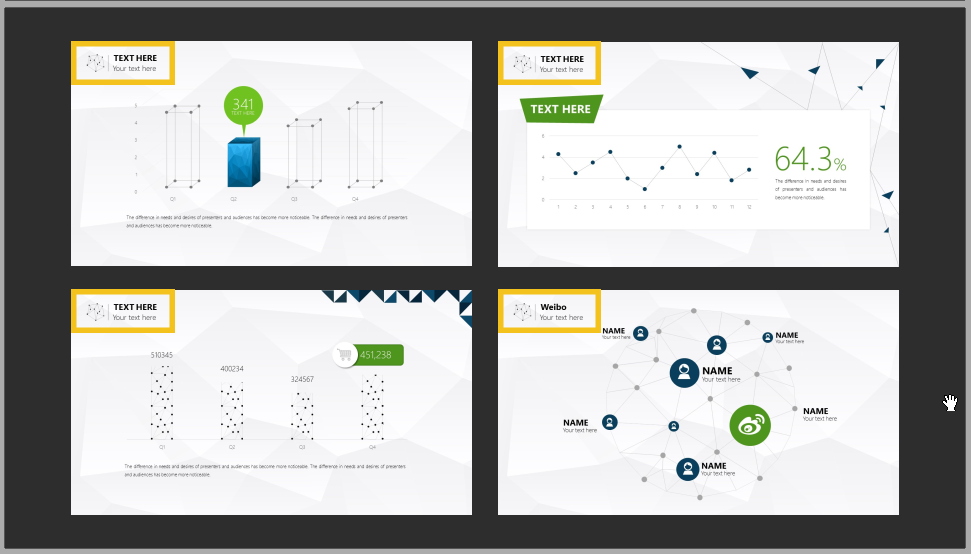 TEXT HERE
Your text here
341
TEXT HERE
5
4
3
2
1
0
Q1
Q2
Q3
Q4
The difference in needs and desires of presenters and audiences has become more noticeable. The difference in needs and desires of presenters
and audiences has become more noticeable.
TEXT HERE
Your text here
TEXT HERE
6
4
2
0
1
2
3
4
5
6
7
8
9
10
11
12
64.3%
The difference in needs and desires
of presenters and audiences has
become more noticeable.
TEXT HERE
Your text here
510345
400234
324567
451,238
Q1
Q2
Q3
Q4
The difference in needs and desires of presenters and audiences has become more noticeable. The difference in needs and desires of presenters
and audiences has become more noticeable.
Weibo
Your text here
NAME
Your text here
NAME
Your text here
NAME
Your text here
NAME
Your text here
NAME
Your text here
NAME
Your text here